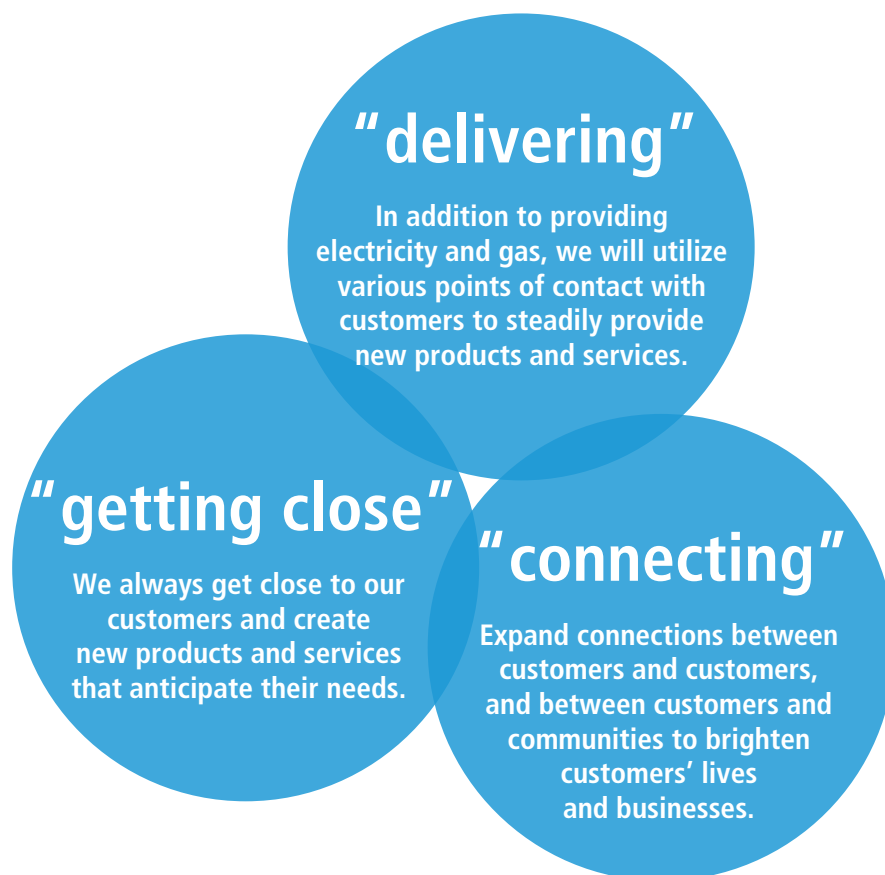 "delivering"
In addition to providing
electricity and gas, we will utilize
various points of contact with
customers to steadily provide
new products and services.
"getting close"
We always get close to our
customers and create
new products and services
that anticipate their needs.
"connecting"
Expand connections between
customers and customers,
and between customers and
communities to brighten
customers’ lives
and businesses.